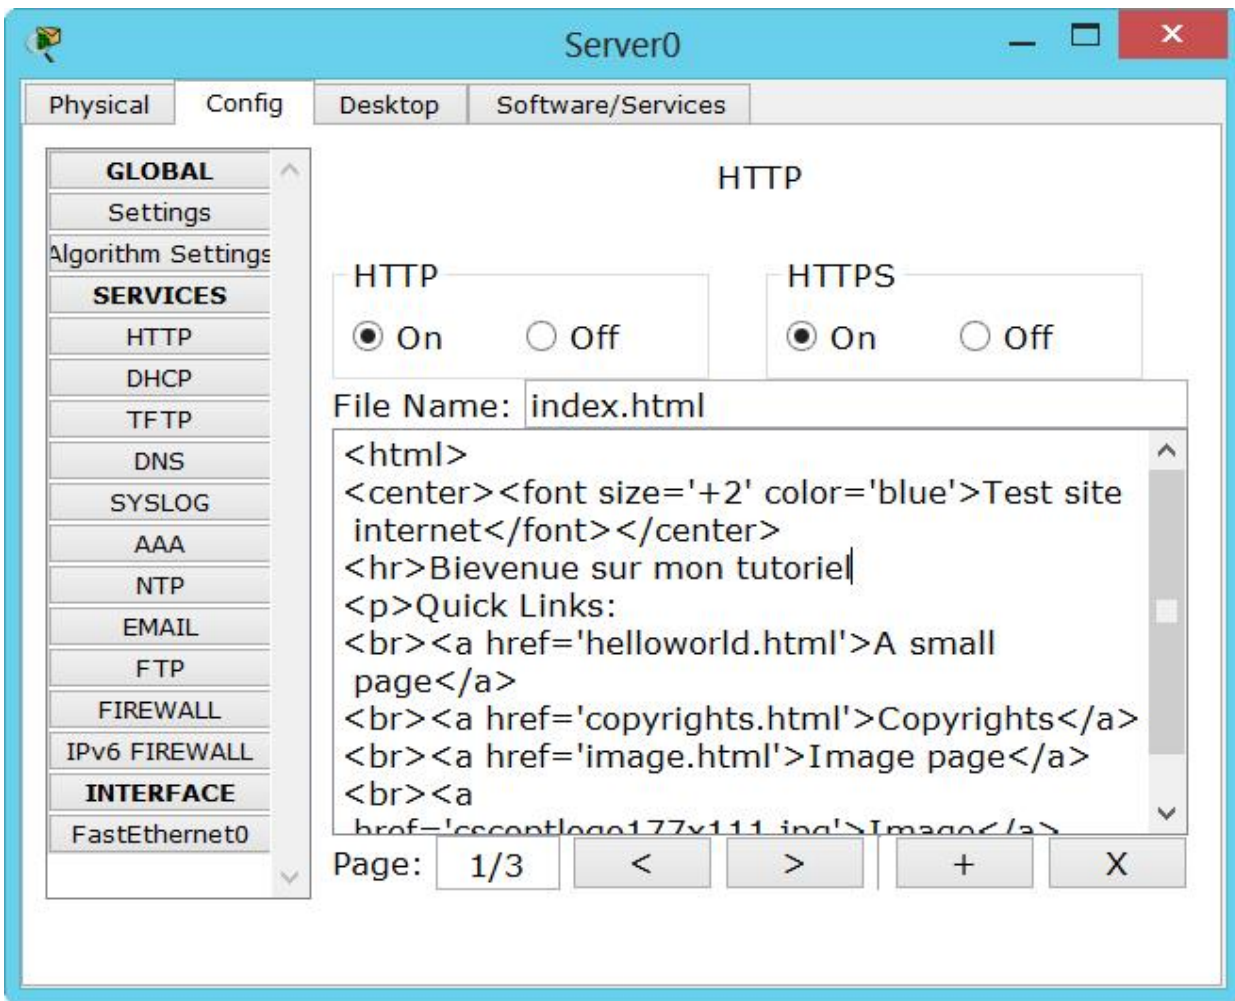 Server0
Physical Config Desktop Software/Services
GLOBAL
Settings
Algorithm Settings
SERVICES
HTTP
DHCP
TFTP
DNS
SYSLOG
AAA
NTP
EMAIL
FTP
FIREWALL
IPv6 FIREWALL
INTERFACE
FastEthernet0
HTTP
HTTP
On Off
HTTPS
On Off
File Name: index.html
<html>
<center><font size='+2' color='blue'>Test site
internet</font></center>
<hr>Bievenue sur mon tutoriel
<p>Quick Links:
<br><a href='helloworld.html'>A small
page</a>
<br><a href='copyrights.html'>Copyrights</a>
<br><a href='image.html'>Image page</a>
<br><a
href='cscoptlogo177x111.jpg'>Image</a>
Page: 1/3 < > + X